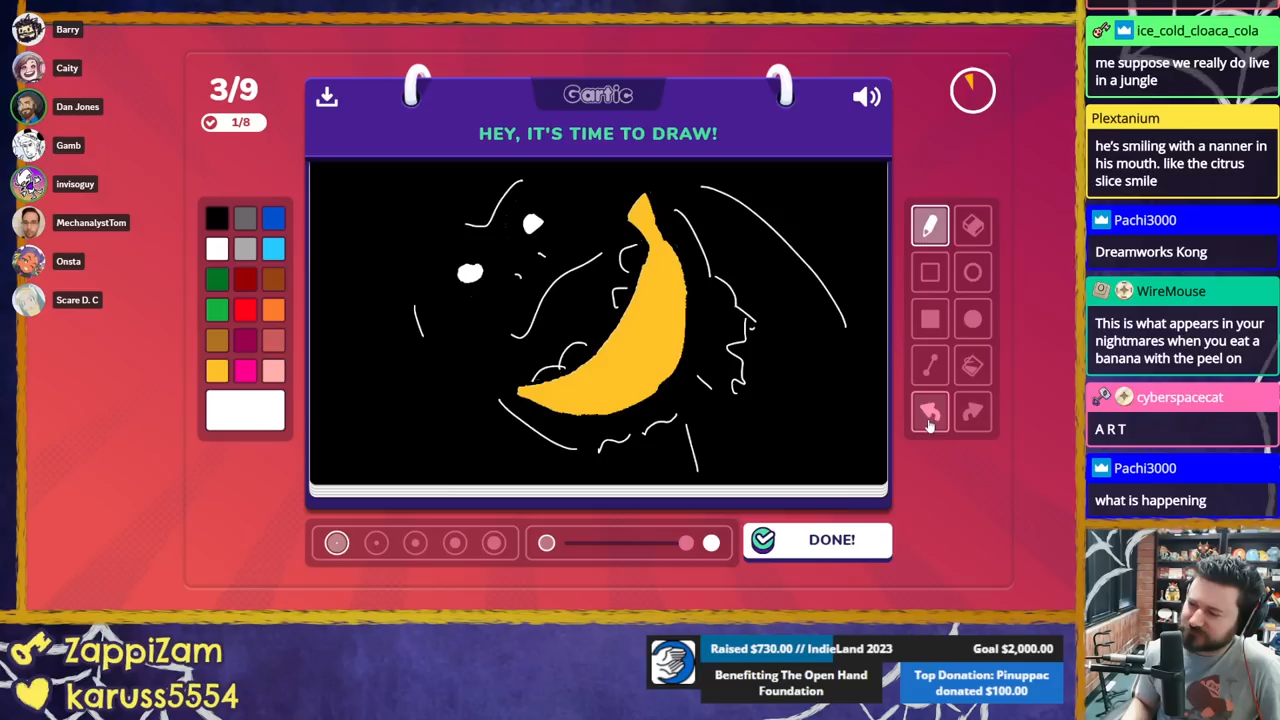 Barry
Caity
Dan Jones
Gamb
invisoguy
MechanalystTom
Onsta
Scare D. C
3/9
1/8
Gartic
HEY, IT'S TIME TO DRAW!
DONE!
ice_cold_cloaca_cola
me suppose we really do live
in a jungle
Plextanium
he's smiling with a nanner in
his mouth. like the citrus
slice smile
Pachi3000
Dreamworks Kong
WireMouse
This is what appears in your
nightmares when you eat a
banana with the peel on
cyberspacecat
A R T
Pachi3000
what is happening
ZappiZam
karuss5554
Raised $730.00 // IndieLand 2023
Goal $2,000.00
Benefitting The Open Hand
Foundation
Top Donation: Pinuppac
donated $100.00